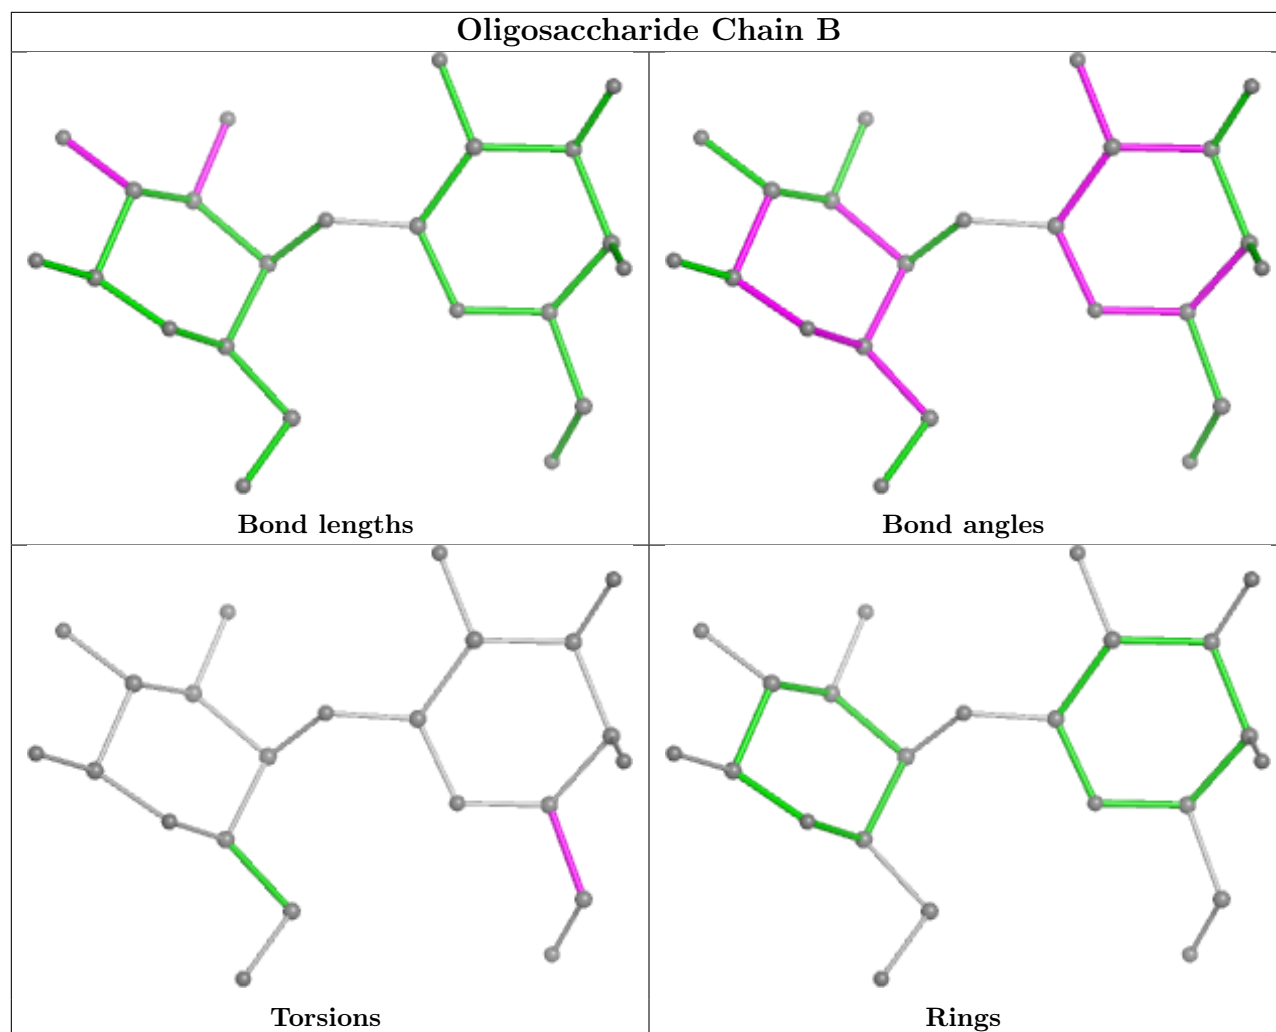 Oligosaccharide Chain B
Bond lengths
Bond angles
Torsions
Rings